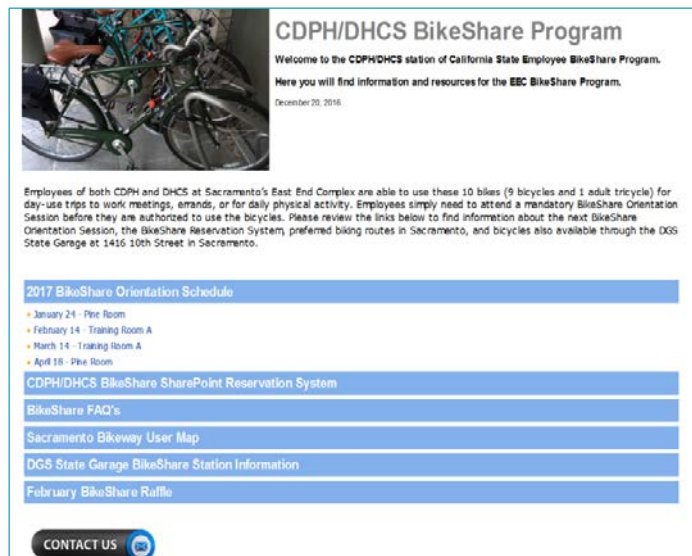 CDPH/DHCS BikeShare Program
Welcome to the CDPH/DHCS station of California State Employee BikeShare Program.
Here you will find information and resources for the EEC BikeShare Program.
December 20, 2016
Employees of both CDPH and DHCS at Sacramento's East End Complex are able to use these 10 bikes (9 bicycles and 1 adult tricycle) for
day-use trips to work meetings, errands, or for daily physical activity. Employees simply need to attend a mandatory BikeShare Orientation
Session before they are authorized to use the bicycles. Please review the links below to find information about the next BikeShare
Orientation Session, the BikeShare Reservation System, preferred biking routes in Sacramento, and bicycles also available through the DGS
State Garage at 1416 10th Street in Sacramento.
2017 BikeShare Orientation Schedule
• January 24 - Pine Room
• February 14 - Training Room A
• March 14 - Training Room A
• April 18 - Pine Room
CDPH/DHCS BikeShare SharePoint Reservation System
BikeShare FAQ's
Sacramento Bikeway User Map
DGS State Garage BikeShare Station Information
February BikeShare Raffle
CONTACT US